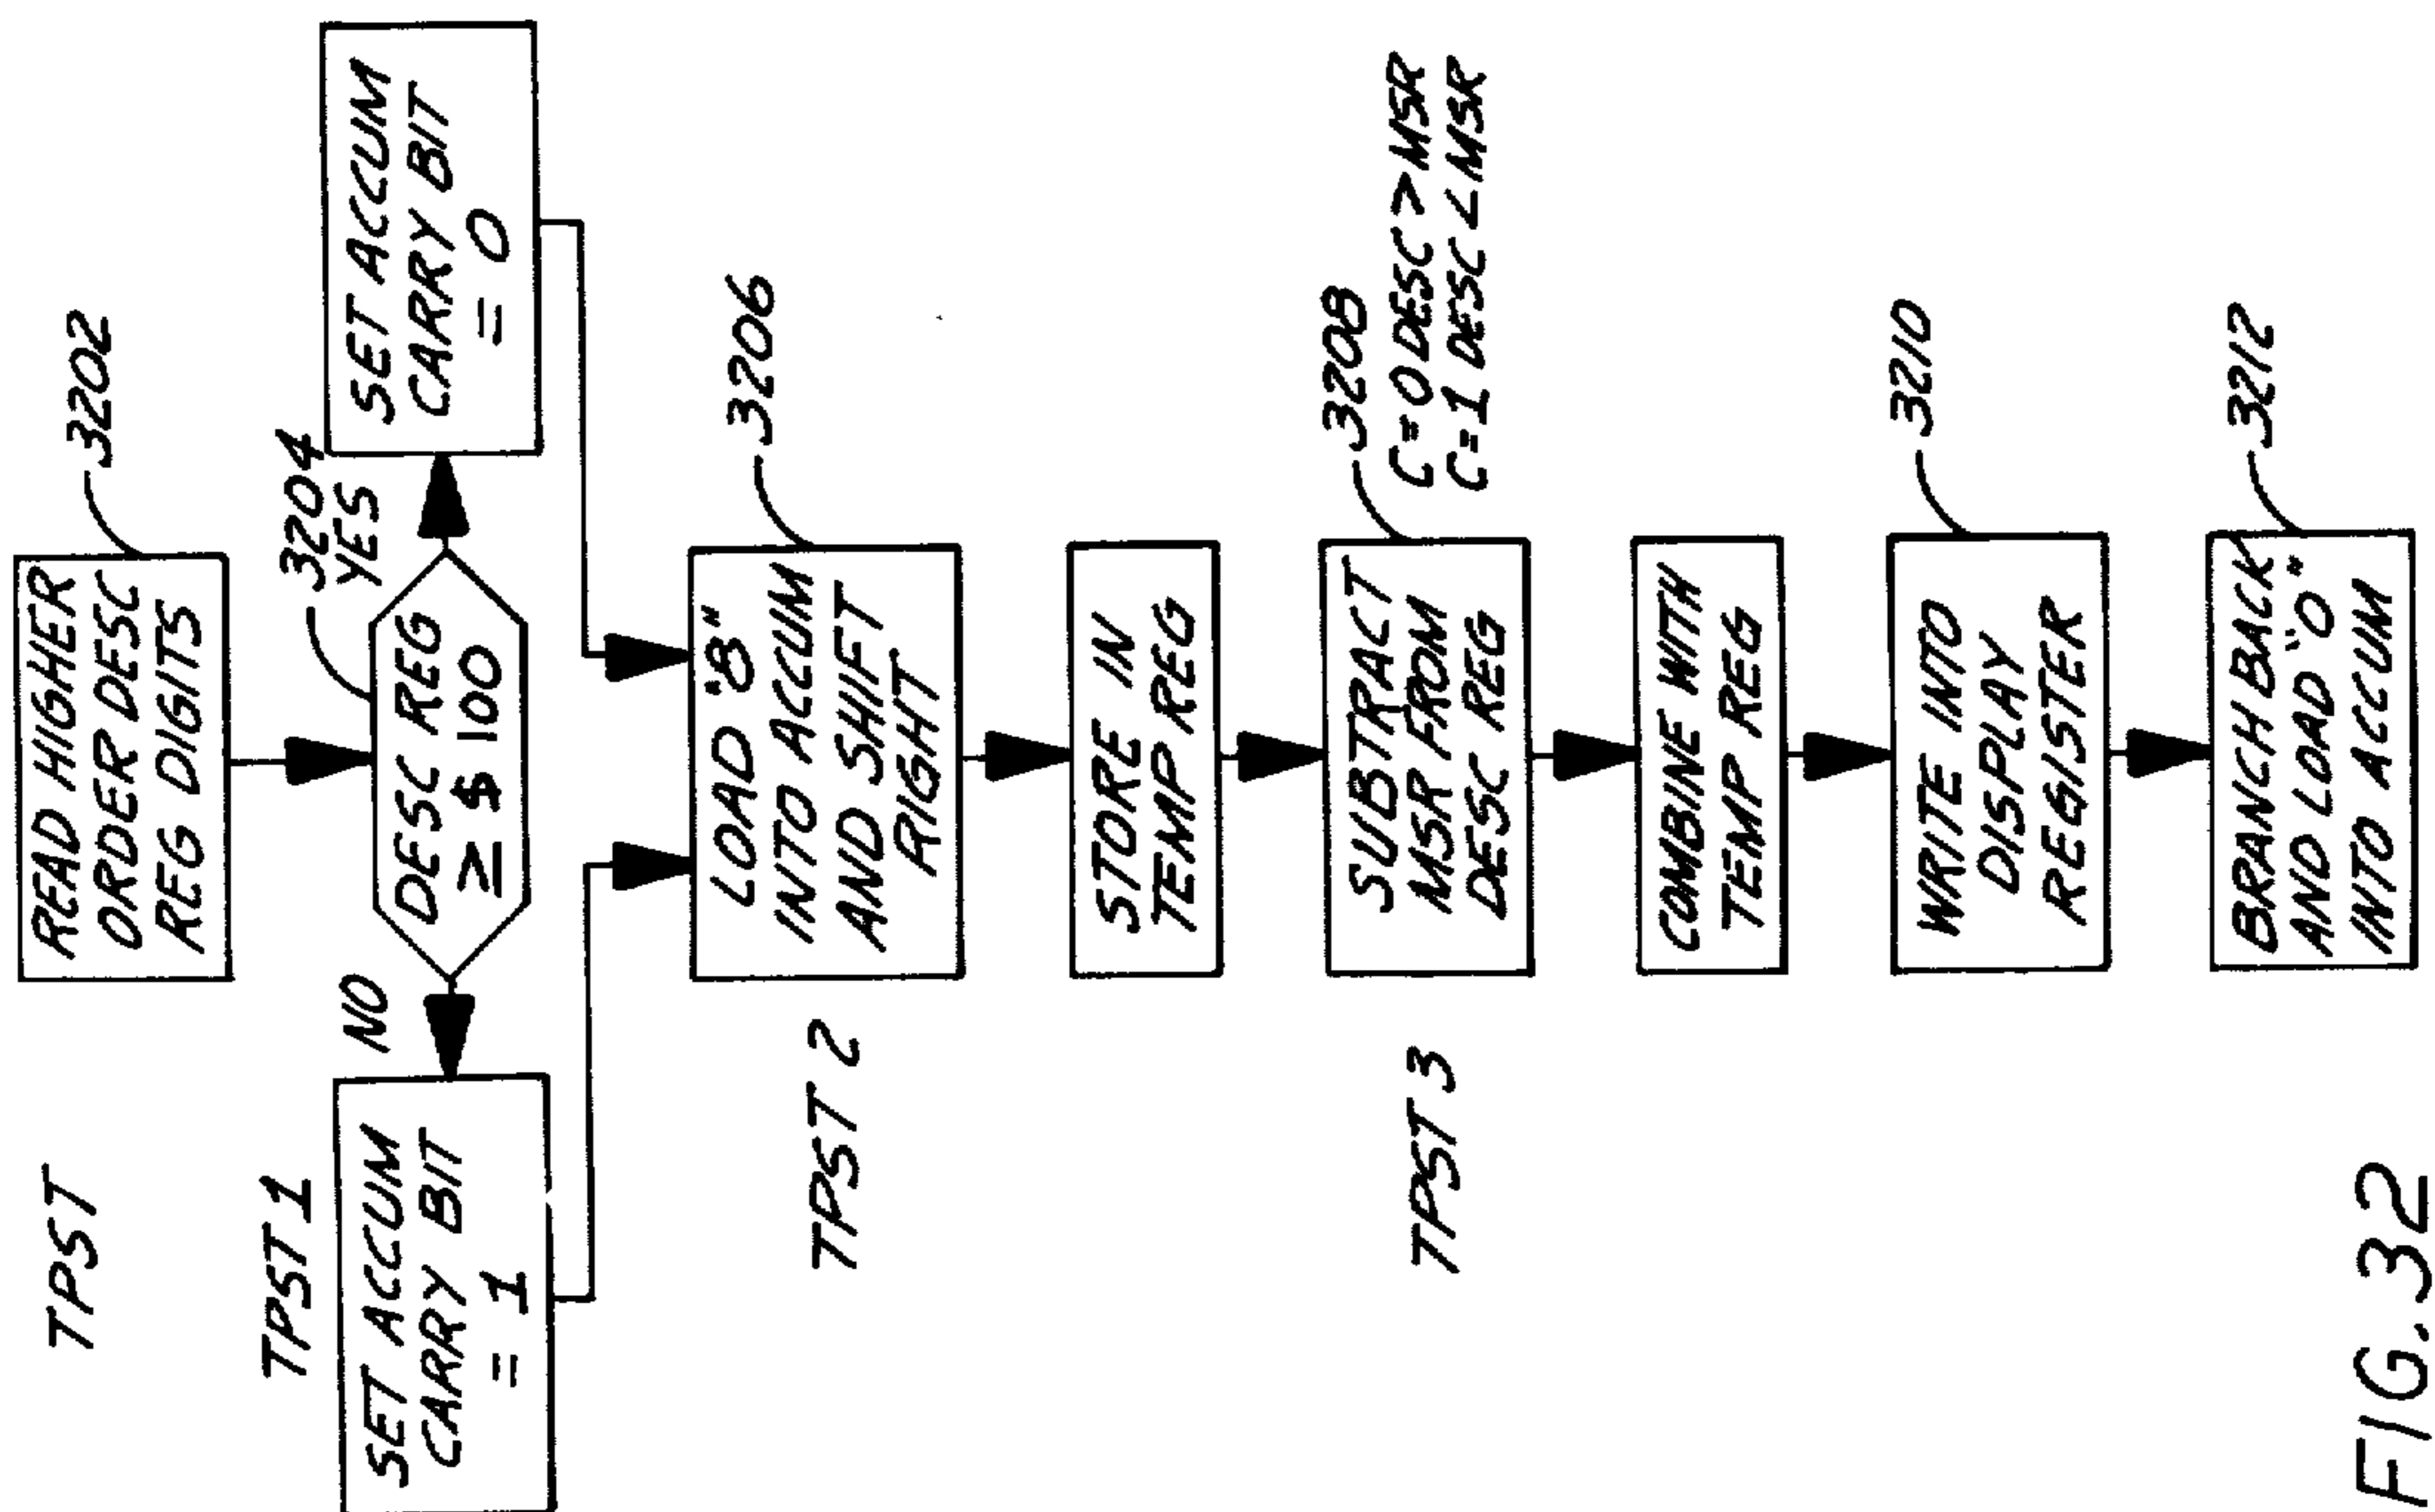 TPST
READ HIGHER
ORDER DESC
REG DIGITS
3202
TPST 1
3204
NO
DESC REG
≥ $ 100
YES
SET ACCUM
CARRY BIT
= 1
SET ACCUM
CARRY BIT
= 0
TPST 2
LOAD "8"
INTO ACCUM
AND SHIFT
RIGHT
3206
STORE IN
TEMP REG
TPST 3
SUBTRACT
MSR FROM
DESC REG
3208
C=0 DESC > MSR
C=1 DESC < MSR
COMBINE WITH
TEMP REG
WRITE INTO
DISPLAY
REGISTER
3210
BRANCH BACK
AND LOAD "0"
INTO ACCUM
3212
FIG. 32